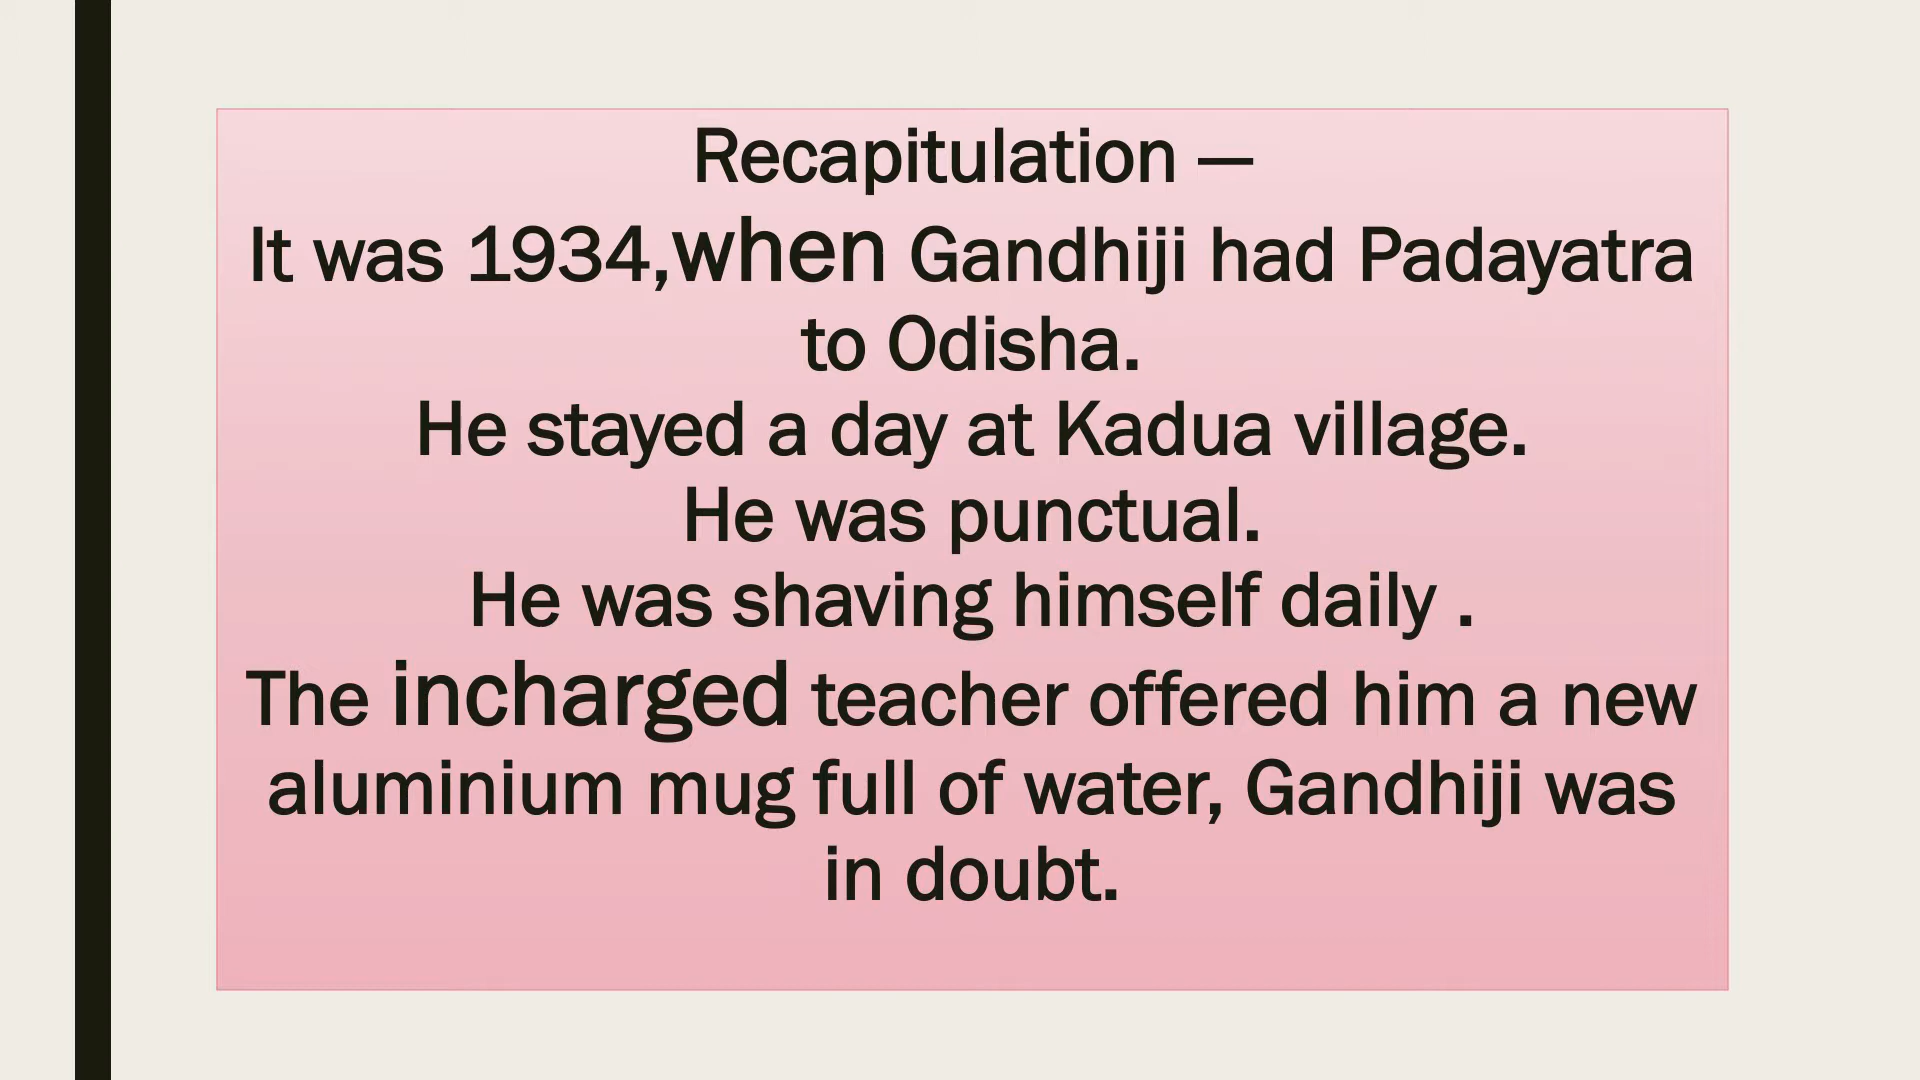 Recapitulation —
It was 1934,when Gandhiji had Padayatra
to Odisha.
He stayed a day at Kadua village.
He was punctual.
He was shaving himself daily .
The incharged teacher offered him a new
aluminium mug full of water, Gandhiji was
in doubt.